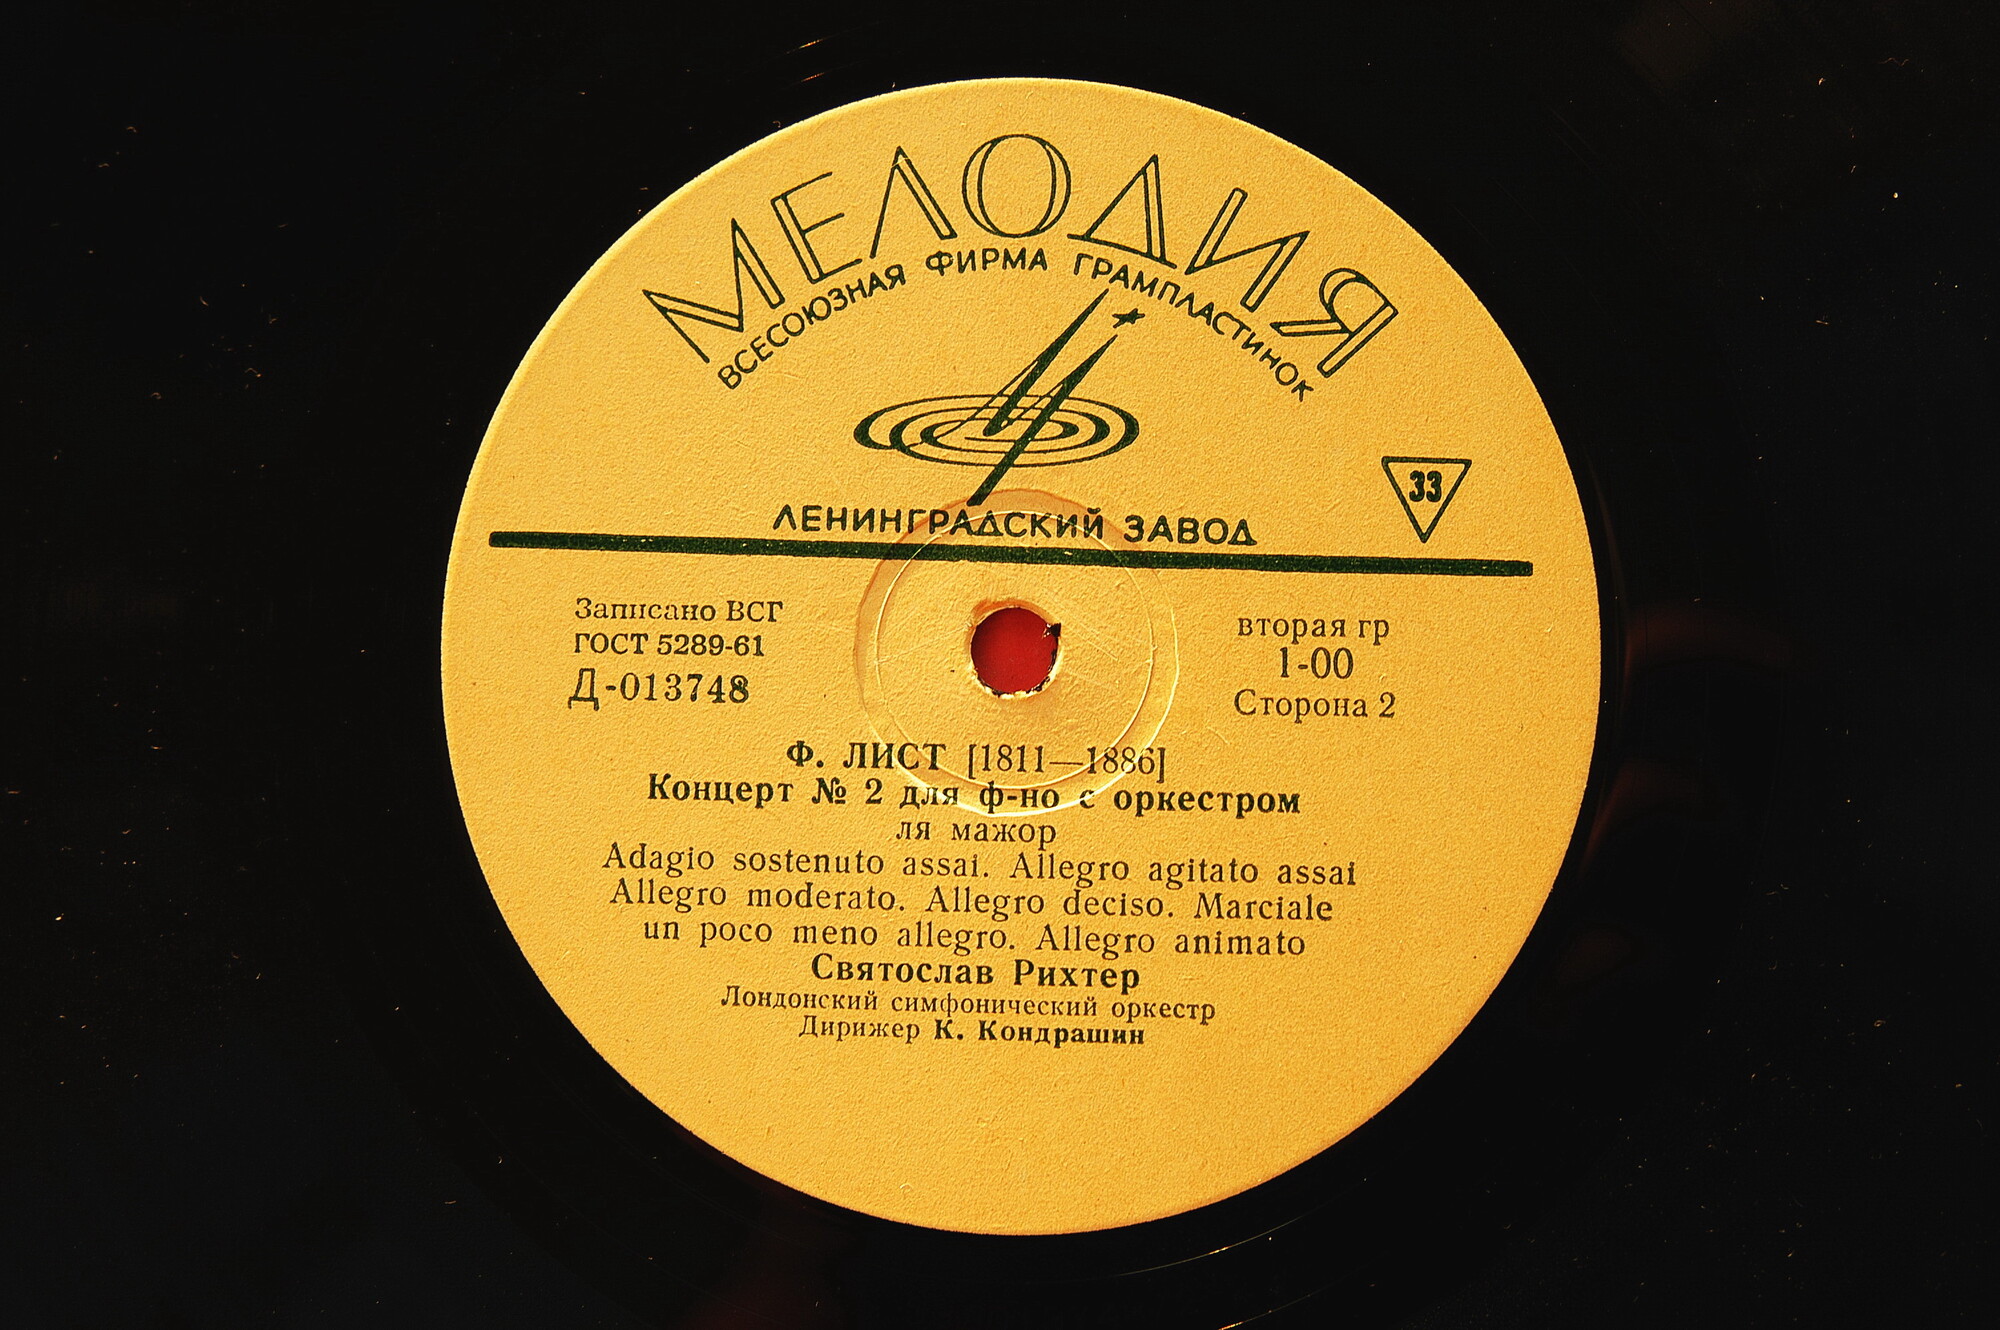 МЕЛОДИЯ
ВСЕСОЮЗНАЯ ФИРМА ГРАМПЛАСТИНОК
33
ЛЕНИНГРАДСКИЙ ЗАВОД
Записано ВСГ
ГОСТ 5289-61
Д-013748
вторая гр
1-00
Сторона 2
Ф. ЛИСТ [1811—1886]
Концерт № 2 для ф-но с оркестром
ля мажор
Adagio sostenuto assai. Allegro agitato assai
Allegro moderato. Allegro deciso. Marciale
un poco meno allegro. Allegro animato
Святослав Рихтер
Лондонский симфонический оркестр
Дирижер К. Кондрашин